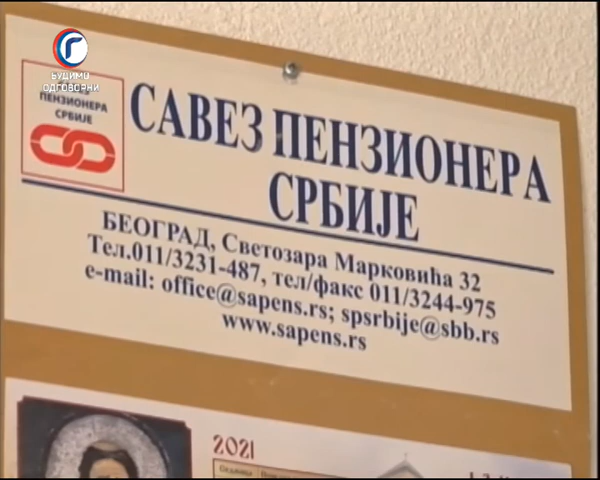 БУДИМО
ОДГОВОРНИ
ПЕНЗИОНЕРА
СРБИЈЕ
САВЕЗ ПЕНЗИОНЕРА
СРБИЈЕ
БЕОГРАД, Светозара Марковића 32
Тел.011/3231-487, тел/факс 011/3244-975
e-mail: office@sapens.rs; spsrbije@sbb.rs
www.sapens.rs
2021